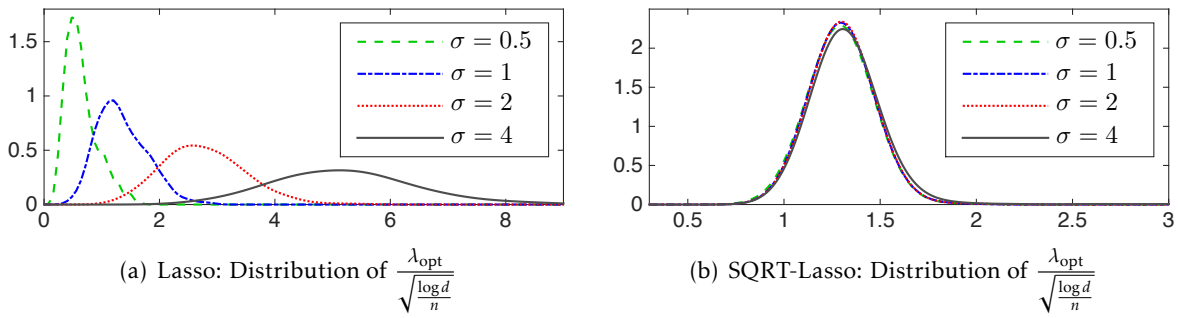 1.5
1
0.5
0
0 2 4 6 8
σ = 0.5
σ = 1
σ = 2
σ = 4
(a) Lasso: Distribution of λ_opt / √(log d / n)
2
1.5
1
0.5
0
0.5 1 1.5 2 2.5 3
σ = 0.5
σ = 1
σ = 2
σ = 4
(b) SQRT-Lasso: Distribution of λ_opt / √(log d / n)